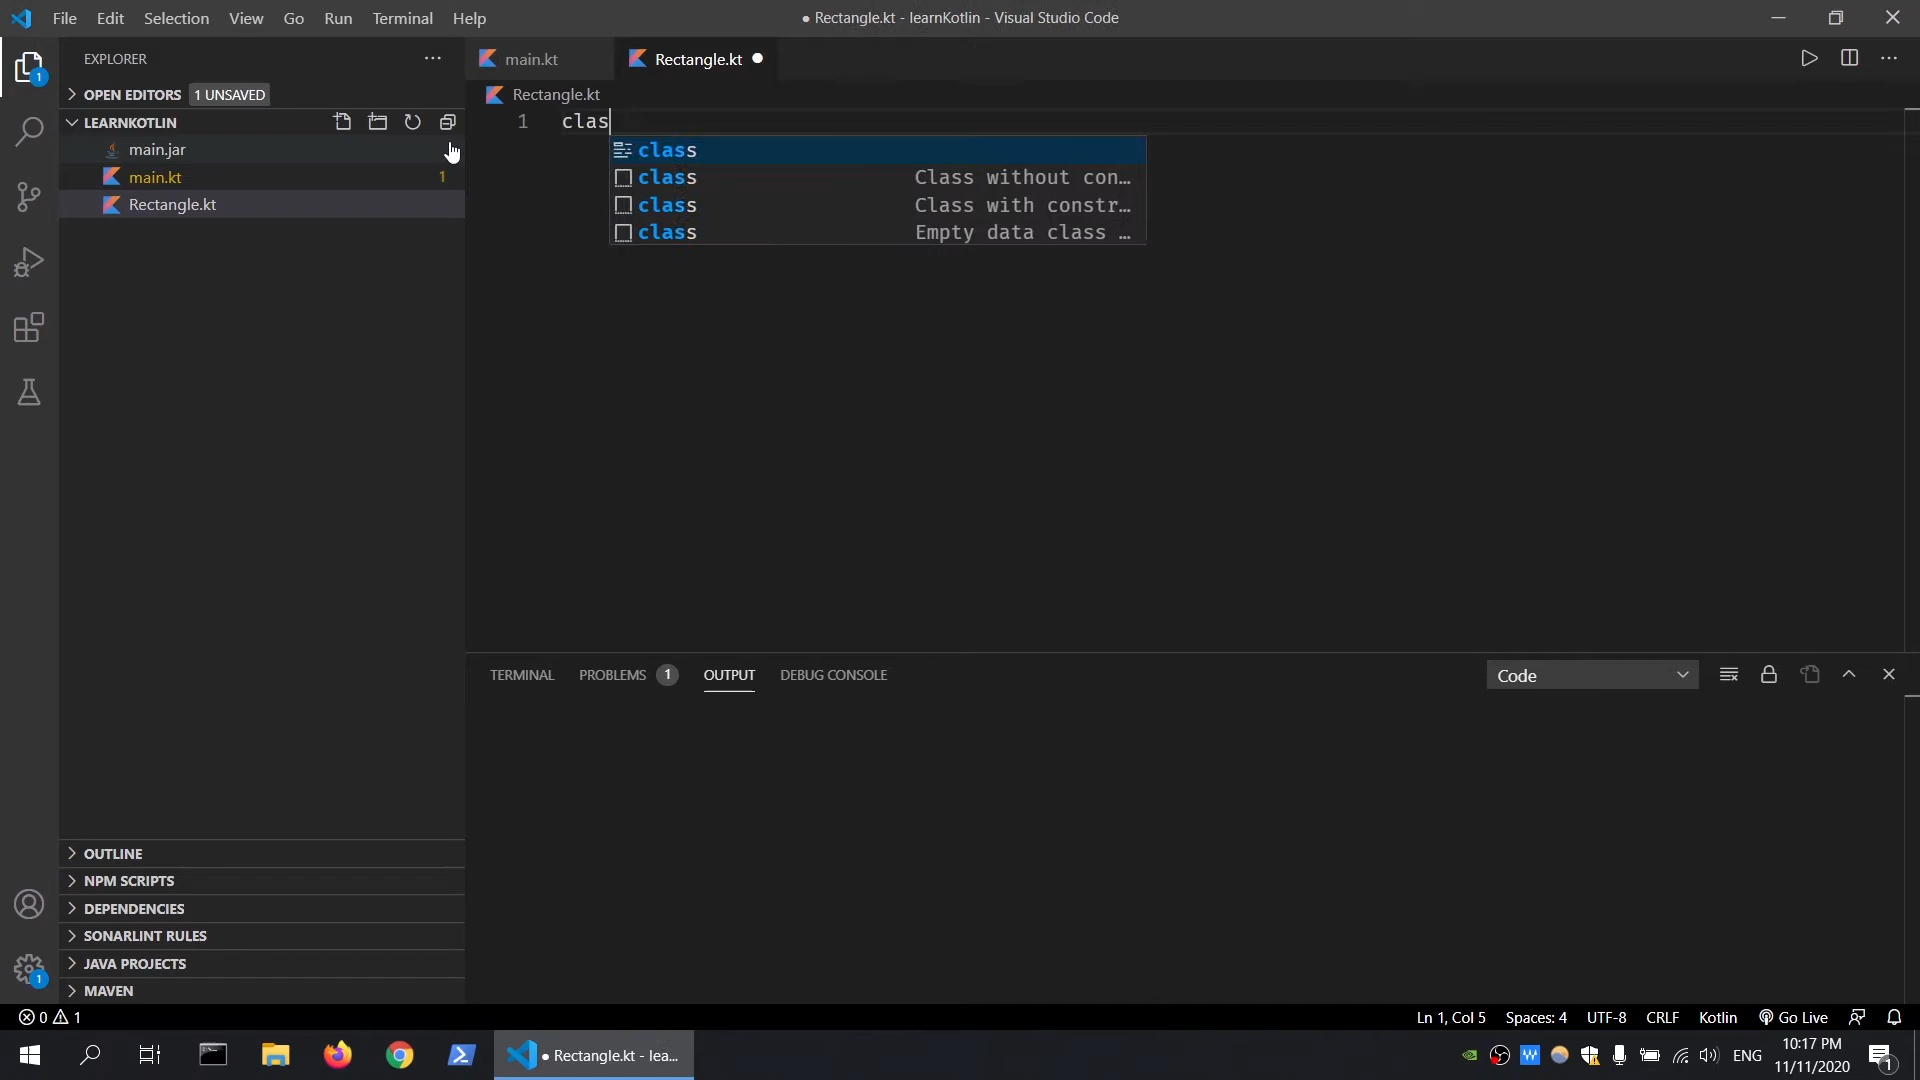 File Edit Selection View Go Run Terminal Help
● Rectangle.kt - learnKotlin - Visual Studio Code
EXPLORER
main.kt
Rectangle.kt
1
OPEN EDITORS 1 UNSAVED
Rectangle.kt
LEARNKOTLIN
1 clas
main.jar
class
main.kt 1
class Class without con…
Rectangle.kt
class Class with constr…
class Empty data class …
TERMINAL PROBLEMS 1 OUTPUT DEBUG CONSOLE
Code
OUTLINE
NPM SCRIPTS
DEPENDENCIES
SONARLINT RULES
JAVA PROJECTS
1
MAVEN
0 1
Ln 1, Col 5 Spaces: 4 UTF-8 CRLF Kotlin Go Live
● Rectangle.kt - lea...
ENG
10:17 PM
11/11/2020
1